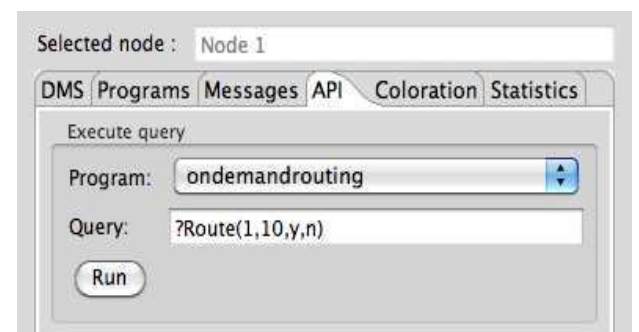 Selected node : Node 1
DMS Programs Messages API Coloration Statistics
Execute query
Program: ondemandrouting
Query: ?Route(1,10,y,n)
Run